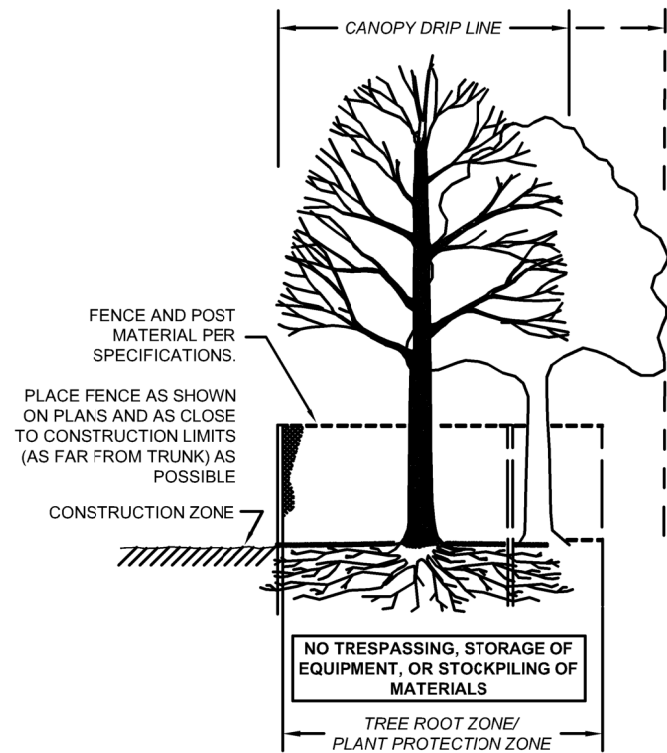 CANOPY DRIP LINE
FENCE AND POST
MATERIAL PER
SPECIFICATIONS.
PLACE FENCE AS SHOWN
ON PLANS AND AS CLOSE
TO CONSTRUCTION LIMITS
(AS FAR FROM TRUNK) AS
POSSIBLE
CONSTRUCTION ZONE
NO TRESPASSING, STORAGE OF
EQUIPMENT, OR STOCKPILING OF
MATERIALS
TREE ROOT ZONE/
PLANT PROTECTION ZONE